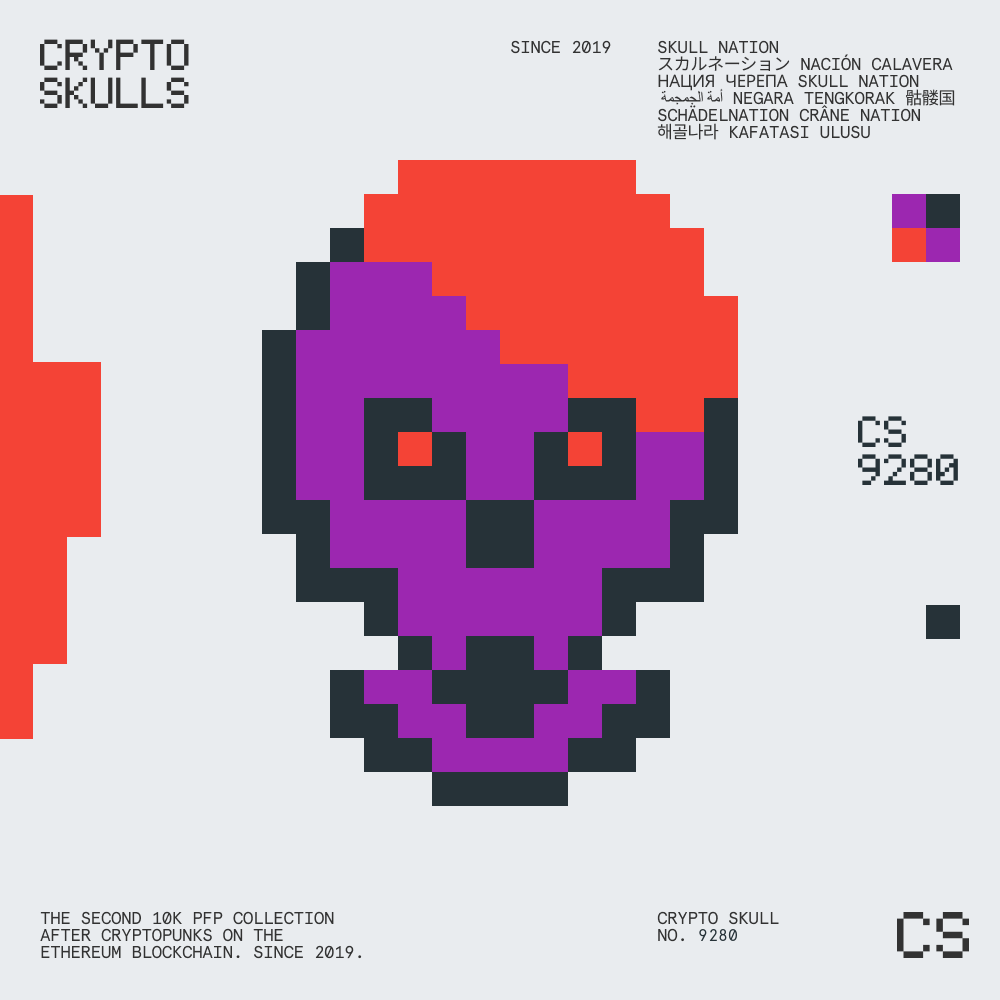 CRYPTO
SKULLS
SINCE 2019
SKULL NATION
スカルネーション NACIÓN CALAVERA
НАЦИЯ ЧЕРЕПА SKULL NATION
أمة الجمجمة NEGARA TENGKORAK 骷髅国
SCHÄDELNATION CRÂNE NATION
해골나라 KAFATASI ULUSU
CS
9280
THE SECOND 10K PFP COLLECTION
AFTER CRYPTOPUNKS ON THE
ETHEREUM BLOCKCHAIN. SINCE 2019.
CRYPTO SKULL
NO. 9280
CS